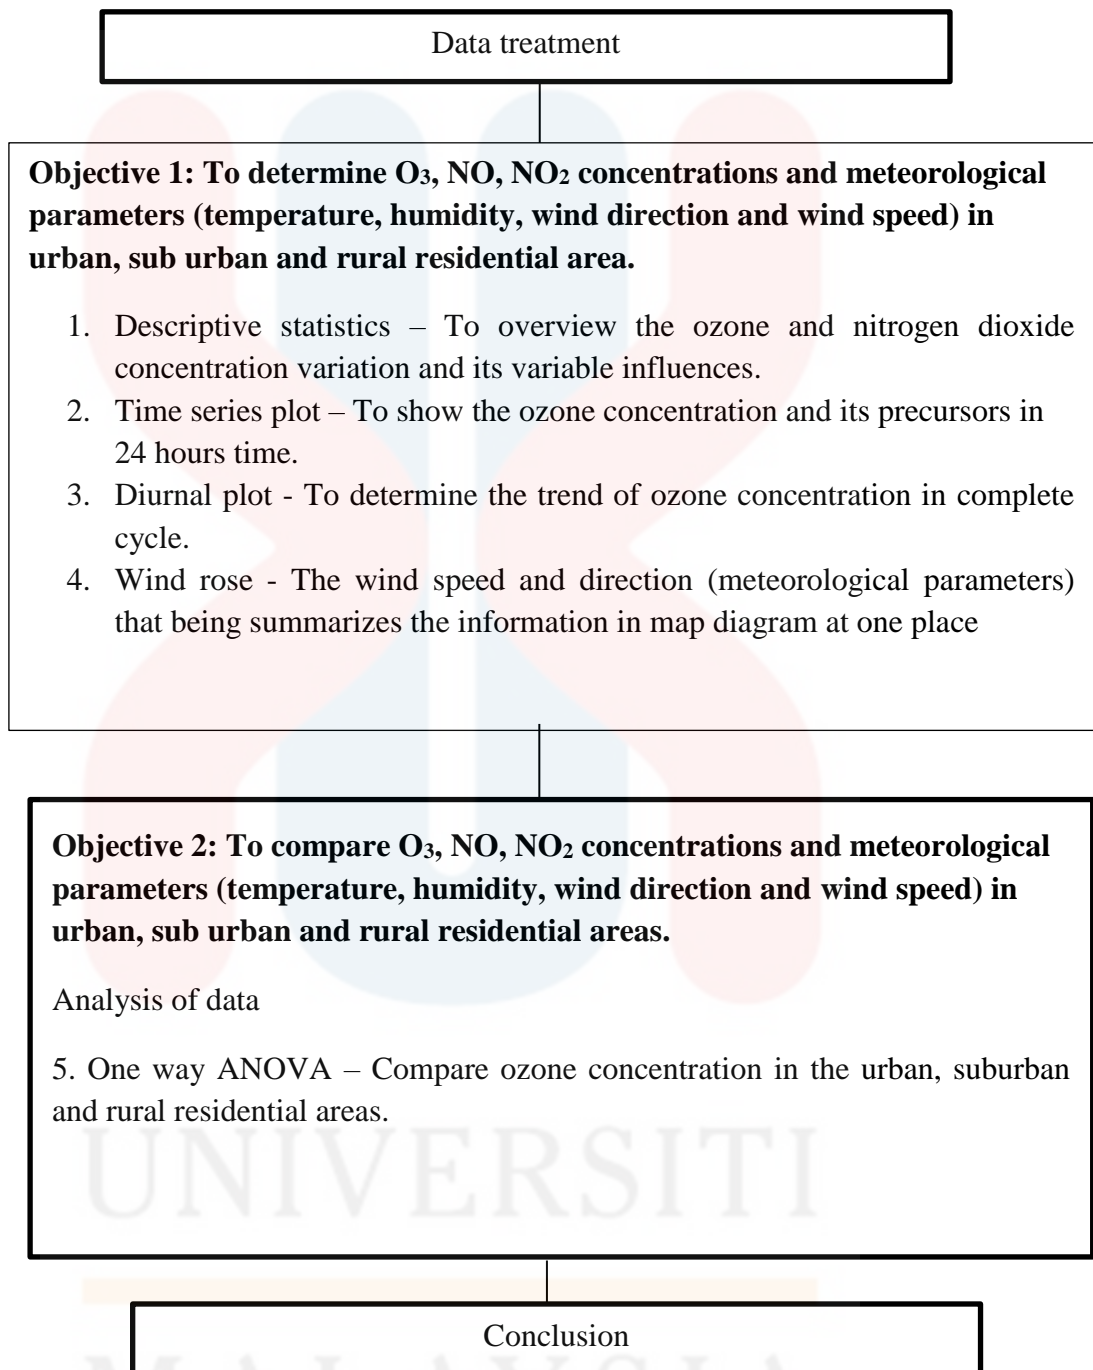 Data treatment
Objective 1: To determine O₃, NO, NO₂ concentrations and meteorological
parameters (temperature, humidity, wind direction and wind speed) in
urban, sub urban and rural residential area.
1. Descriptive statistics – To overview the ozone and nitrogen dioxide
concentration variation and its variable influences.
2. Time series plot – To show the ozone concentration and its precursors in
24 hours time.
3. Diurnal plot - To determine the trend of ozone concentration in complete
cycle.
4. Wind rose - The wind speed and direction (meteorological parameters)
that being summarizes the information in map diagram at one place
Objective 2: To compare O₃, NO, NO₂ concentrations and meteorological
parameters (temperature, humidity, wind direction and wind speed) in
urban, sub urban and rural residential areas.
Analysis of data
5. One way ANOVA – Compare ozone concentration in the urban, suburban
and rural residential areas.
UNIVERSITI
Conclusion
MALAYSIA